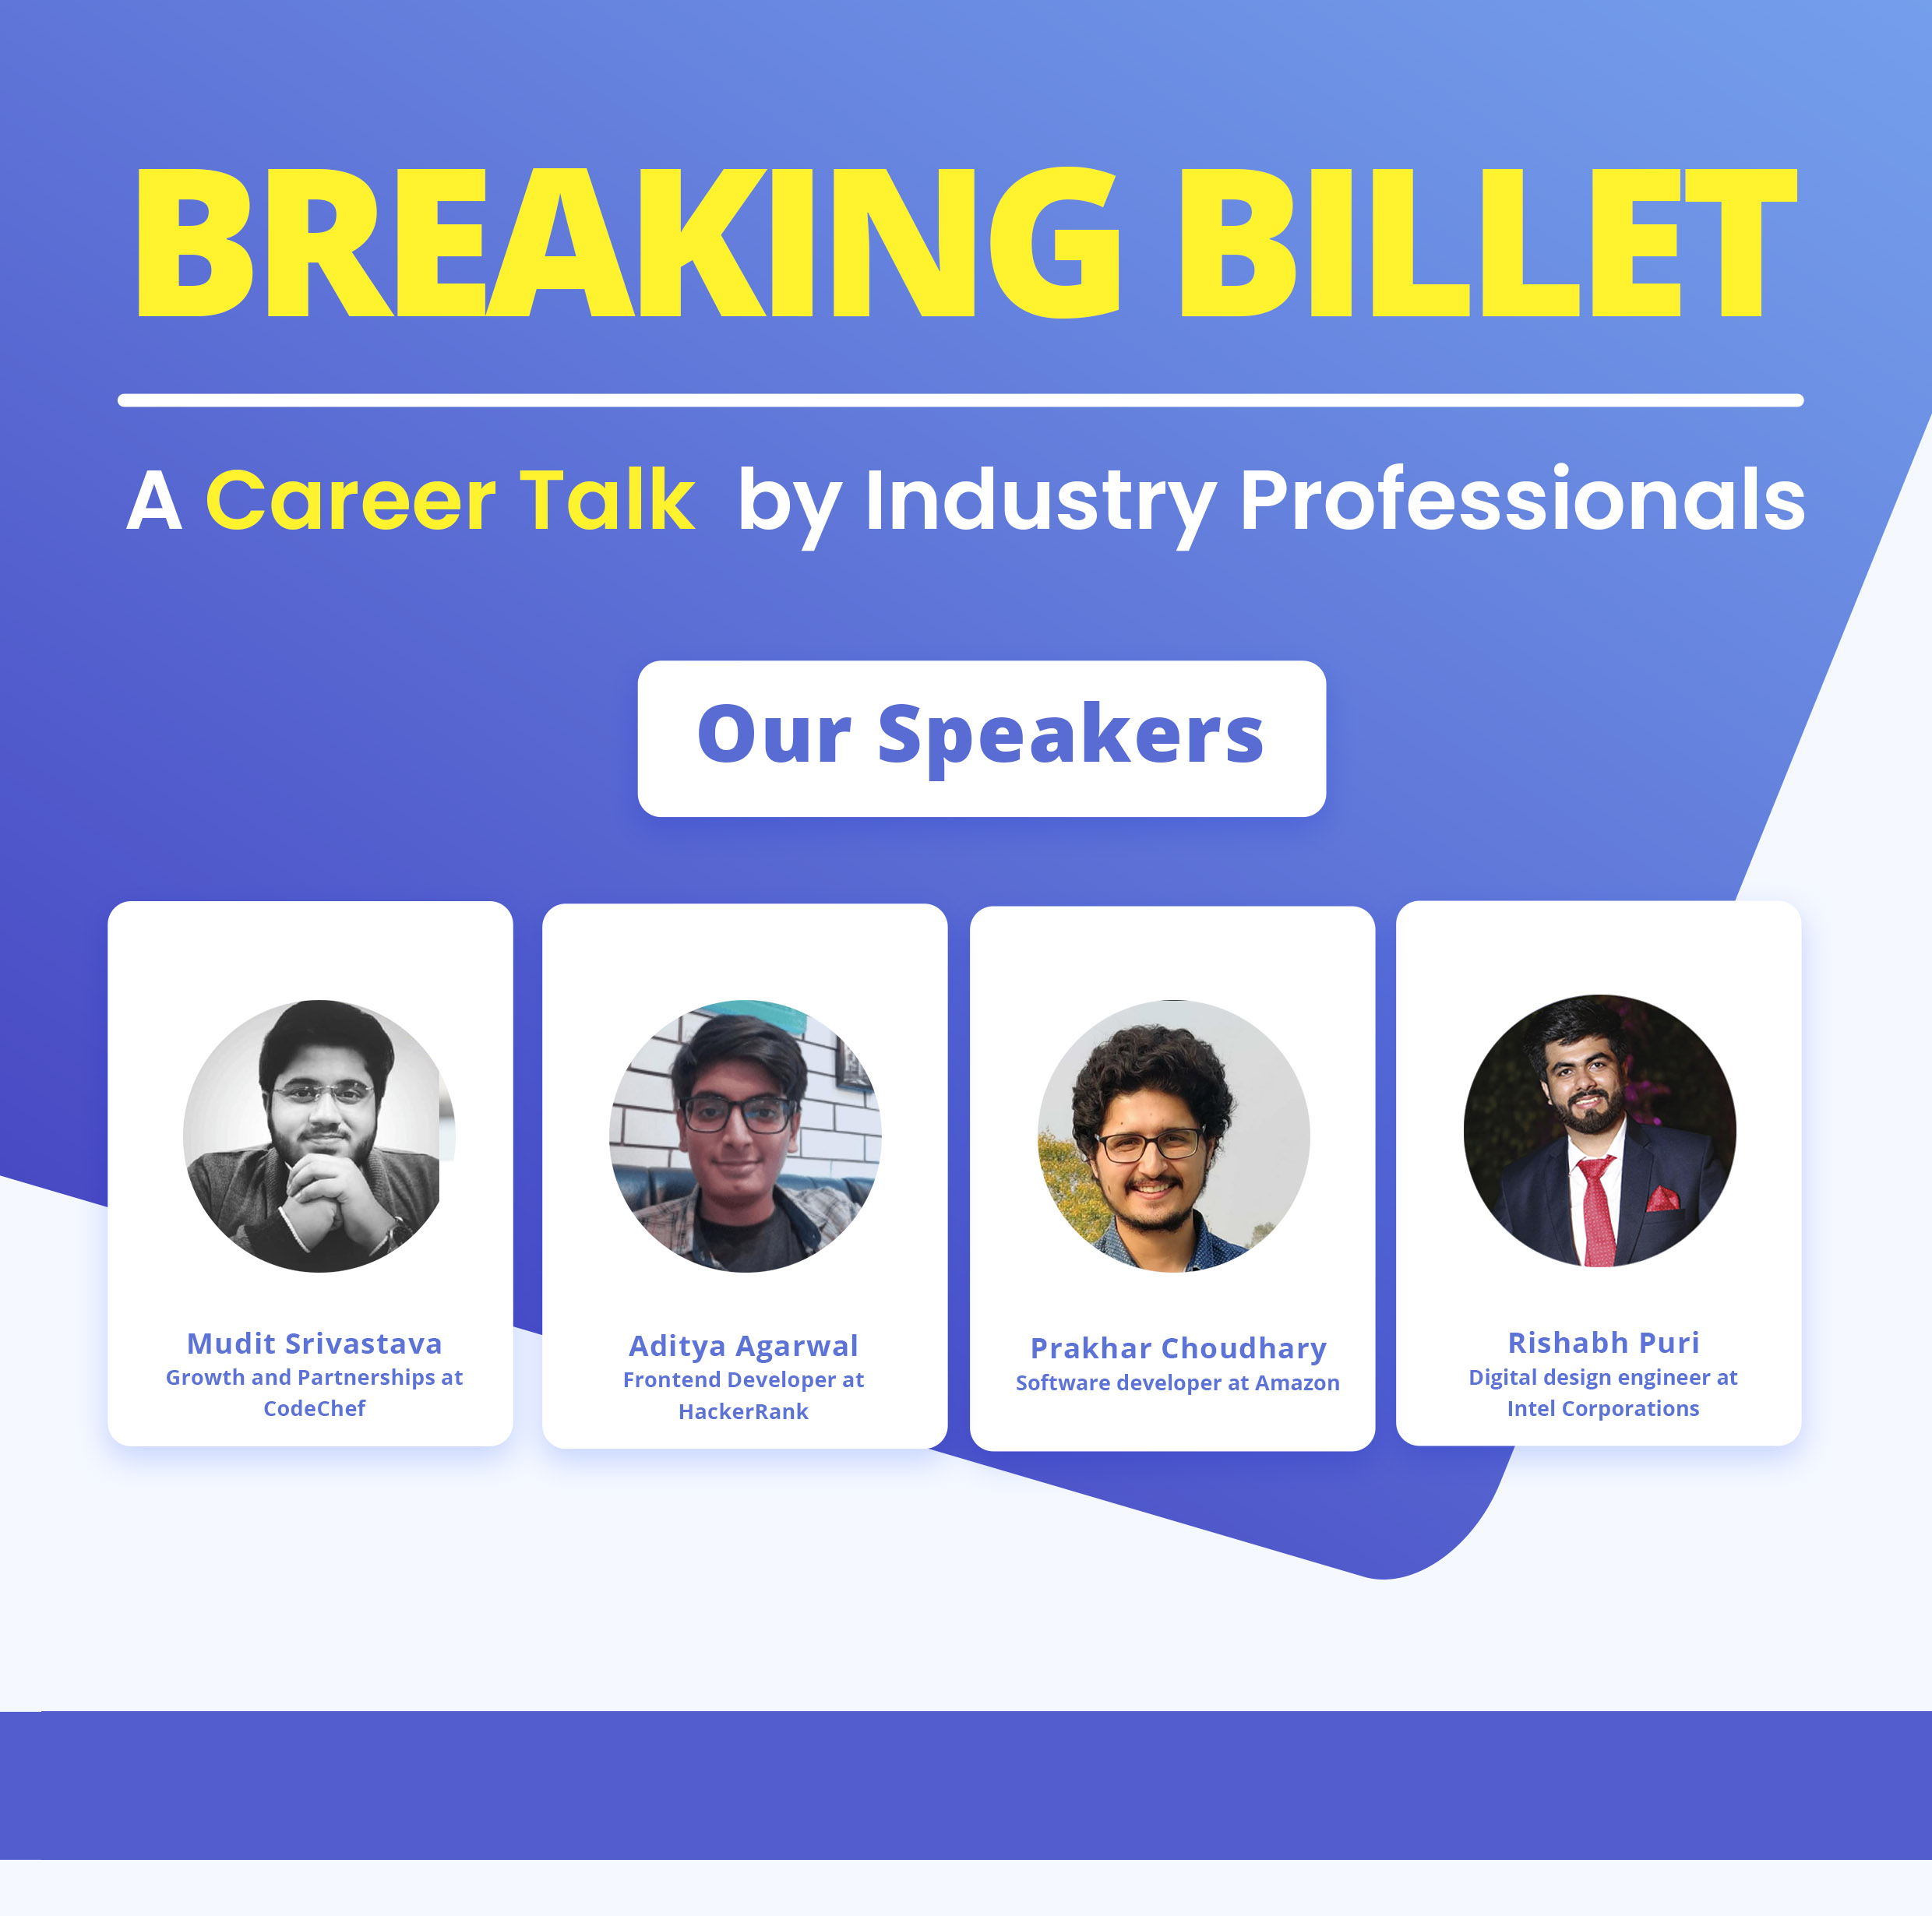 BREAKING BILLET
A Career Talk by Industry Professionals
Our Speakers
Mudit Srivastava
Growth and Partnerships at
CodeChef
Aditya Agarwal
Frontend Developer at
HackerRank
Prakhar Choudhary
Software developer at Amazon
Rishabh Puri
Digital design engineer at
Intel Corporations